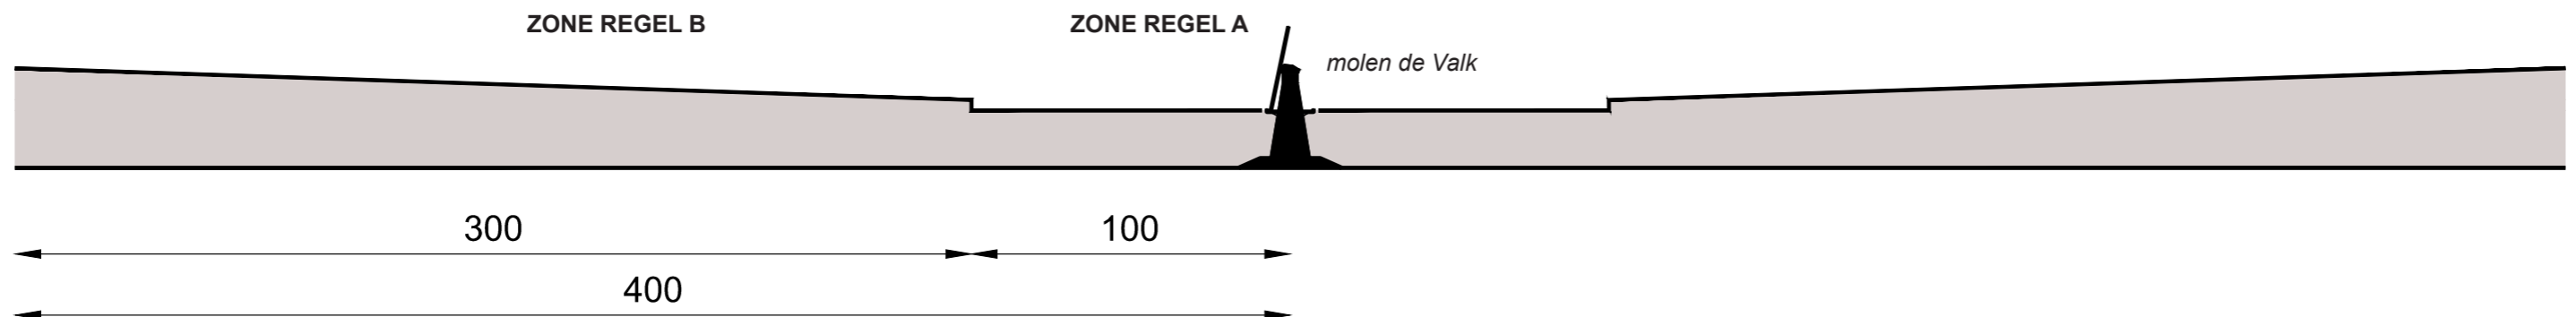 ZONE REGEL B
ZONE REGEL A
molen de Valk
300
100
400